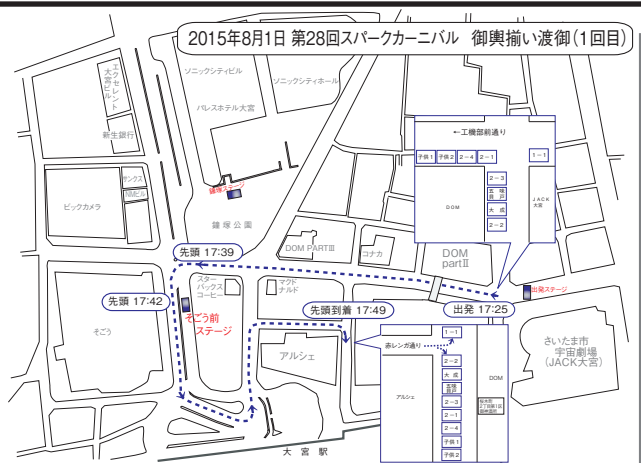 2015年8月1日 第28回スパークカーニバル 御輿揃い渡御(1回目)
エクセレント
大宮ビル
新生銀行
ソニックシティビル
ソニックシティホール
パレスホテル大宮
サンクス
ビックカメラ
鐘塚ステージ
鐘塚公園
←工機部前通り
子供1
子供2
2-4
2-1
1-1
2-3
大成
2-2
DOM
JACK
大宮
先頭 17:39
DOM PARTⅢ
コナカ
DOM
partⅡ
先頭 17:42
スター
バックス
コーヒー
マクド
ナルド
先頭到着 17:49
出発 17:25
出発ステージ
そごう
そごう前
ステージ
アルシェ
さいたま市
宇宙劇場
(JACK大宮)
1-1
赤レンガ通り
2-2
大成
アルシェ
2-3
2-1
2-4
子供1
子供2
DOM
大宮駅